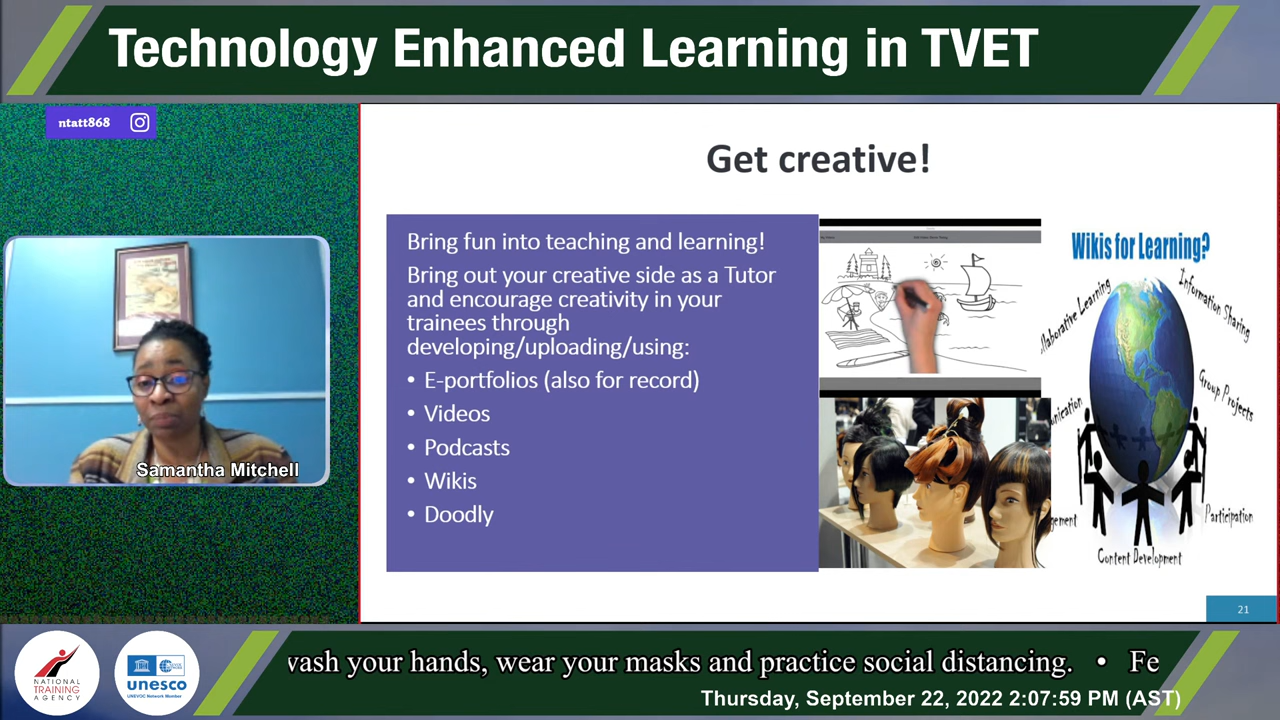 Technology Enhanced Learning in TVET
ntatt868
Samantha Mitchell
Get creative!
Bring fun into teaching and learning!
Bring out your creative side as a Tutor
and encourage creativity in your
trainees through
developing/uploading/using:
• E-portfolios (also for record)
• Videos
• Podcasts
• Wikis
• Doodly
Wikis for Learning?
Information Sharing
Group Projects
Participation
Content Development
21
NATIONAL
TRAINING
AGENCY
unesco
UNEVOC Network Member
your hands, wear your masks and practice social distancing. • Fe
Thursday, September 22, 2022 2:07:59 PM (AST)